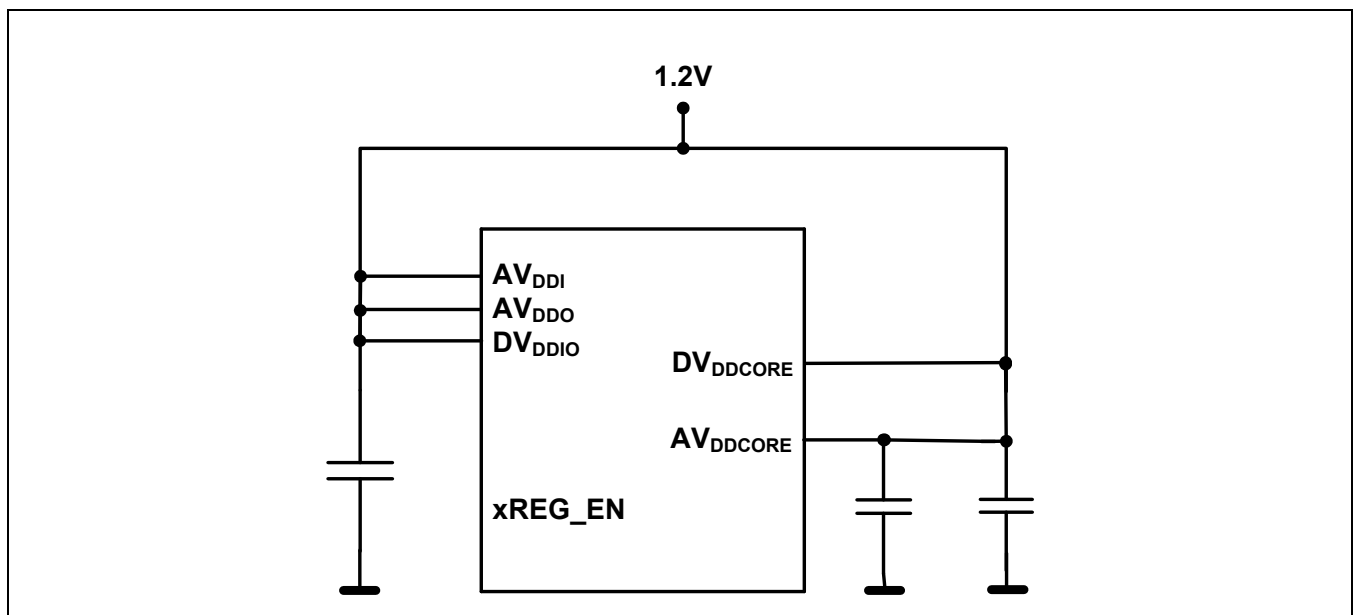 1.2V
AVDDI
AVDDO
DVDDIO
DVDDCORE
AVDDCORE
xREG_EN